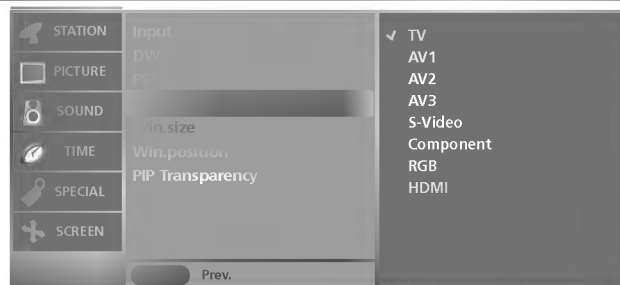 STATION
PICTURE
SOUND
TIME
SPECIAL
SCREEN
Input
DW
PIP
Win.size
Win.position
PIP Transparency
Prev.
TV
AV1
AV2
AV3
S-Video
Component
RGB
HDMI